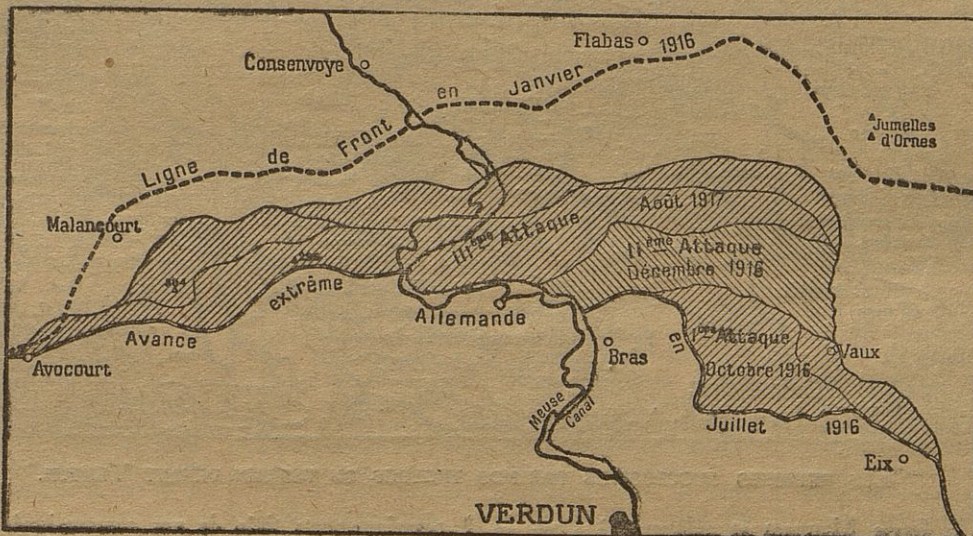 Flabas
Consenvoye
Ligne de Front en Janvier 1916
Jumelles
d'Ornes
Malancourt
Août 1917
IIIème Attaque
IIème Attaque
Décembre 1916
304
Avocourt
Avance extrême Allemande en Juillet 1916
Bras
Ière Attaque
Octobre 1916
Vaux
Meuse
Canal
Eix
VERDUN